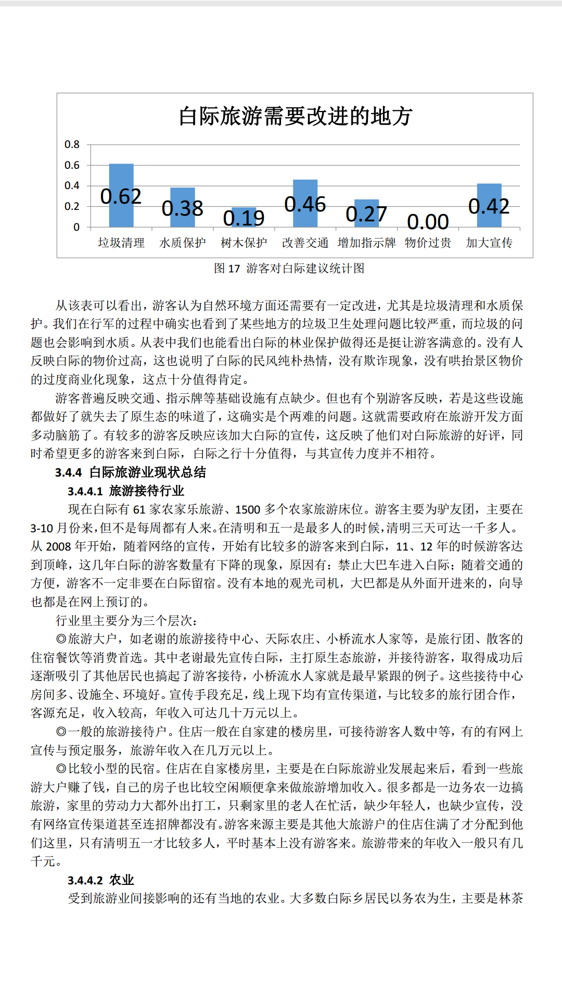 白际旅游需要改进的地方
0.8
0.6
0.4
0.2
0
0.62
0.38
0.19
0.46
0.27
0.00
0.42
垃圾清理 水质保护 树木保护 改善交通 增加指示牌 物价过贵 加大宣传
图 17 游客对白际建议统计图
从该表可以看出，游客认为自然环境方面还需要有一定改进，尤其是垃圾清理和水质保
护。我们在行军的过程中确实也看到了某些地方的垃圾卫生处理问题比较严重，而垃圾的问
题也会影响到水质。从表中我们也能看出白际的林业保护做得还是挺让游客满意的。没有人
反映白际的物价过高，这也说明了白际的民风纯朴热情，没有欺诈现象，没有哄抬景区物价
的过度商业化现象，这点十分值得肯定。
游客普遍反映交通、指示牌等基础设施有点缺少。但也有个别游客反映，若是这些设施
都做好了就失去了原生态的味道了，这确实是个两难的问题。这就需要政府在旅游开发方面
多动脑筋了。有较多的游客反映应该加大白际的宣传，这反映了他们对白际旅游的好评，同
时希望更多的游客来到白际，白际之行十分值得，与其宣传力度并不相符。
3.4.4 白际旅游业现状总结
3.4.4.1 旅游接待行业
现在白际有 61 家农家乐旅游、1500 多个农家旅游床位。游客主要为驴友团，主要在
3-10 月份来，但不是每周都有人来。在清明和五一是最多人的时候，清明三天可达一千多人。
从 2008 年开始，随着网络的宣传，开始有比较多的游客来到白际，11、12 年的时候游客达
到顶峰，这几年白际的游客数量有下降的现象，原因有：禁止大巴车进入白际；随着交通的
方便，游客不一定非要在白际留宿。没有本地的观光司机，大巴都是从外面开进来的，向导
也都是在网上预订的。
行业里主要分为三个层次：
◎旅游大户，如老谢的旅游接待中心、天际农庄、小桥流水人家等，是旅行团、散客的
住宿餐饮等消费首选。其中老谢最先宣传白际，主打原生态旅游，并接待游客，取得成功后
逐渐吸引了其他居民也搞起了游客接待，小桥流水人家就是最早紧跟的例子。这些接待中心
房间多、设施全、环境好。宣传手段充足，线上现下均有宣传渠道，与比较多的旅行团合作，
客源充足，收入较高，年收入可达几十万元以上。
◎一般的旅游接待户。住店一般在自家建的楼房里，可接待游客人数中等，有的有网上
宣传与预定服务，旅游年收入在几万元以上。
◎比较小型的民宿。住店在自家楼房里，主要是在白际旅游业发展起来后，看到一些旅
游大户赚了钱，自己的房子也比较空闲顺便拿来做旅游增加收入。很多都是一边务农一边搞
旅游，家里的劳动力大都外出打工，只剩家里的老人在忙活，缺少年轻人，也缺少宣传，没
有网络宣传渠道甚至连招牌都没有。游客来源主要是其他大旅游户的住店住满了才分配到他
们这里，只有清明五一才比较多人，平时基本上没有游客来。旅游带来的年收入一般只有几
千元。
3.4.4.2 农业
受到旅游业间接影响的还有当地的农业。大多数白际乡居民以务农为生，主要是林茶